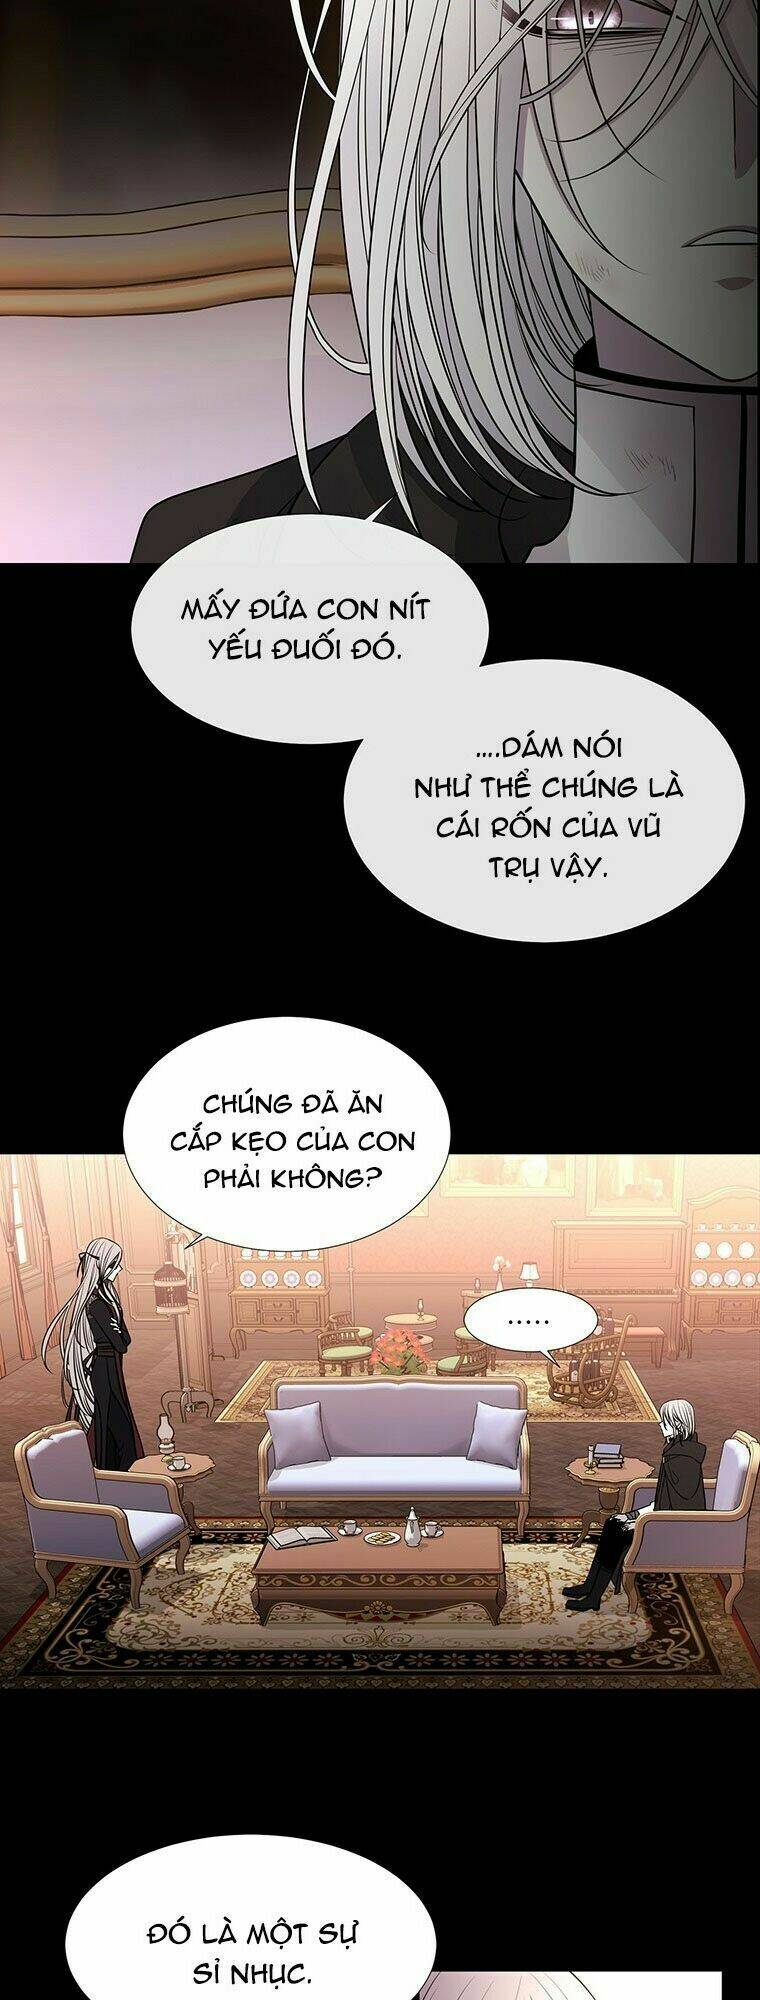 MẤY ĐỨA CON NÍT
YẾU ĐUỐI ĐÓ.
....DÁM NÓI
NHƯ THỂ CHÚNG LÀ
CÁI RỐN CỦA VŨ
TRỤ VẬY.
CHÚNG ĐÃ ĂN
CẮP KẸO CỦA CON
PHẢI KHÔNG?
.....
ĐÓ LÀ MỘT SỰ
SỈ NHỤC.